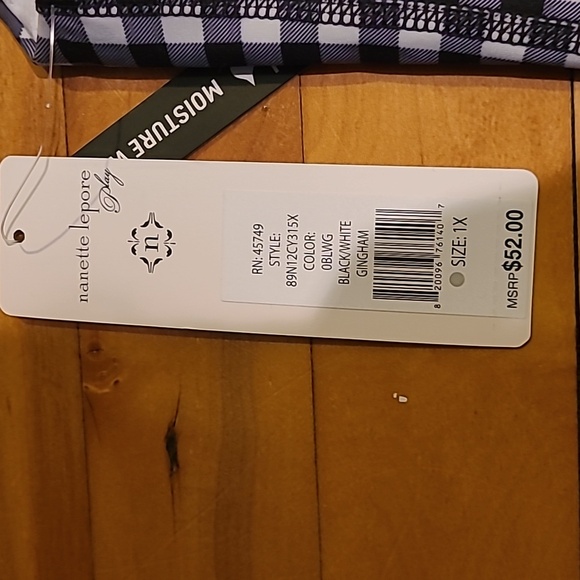 nanette lepore
play
n
RN: 45749
STYLE:
89N12CY315X
COLOR:
0BLWG
BLACK/WHITE
GINGHAM
8 20096 76140 7
SIZE: 1X
MSRP $52.00
MOISTURE